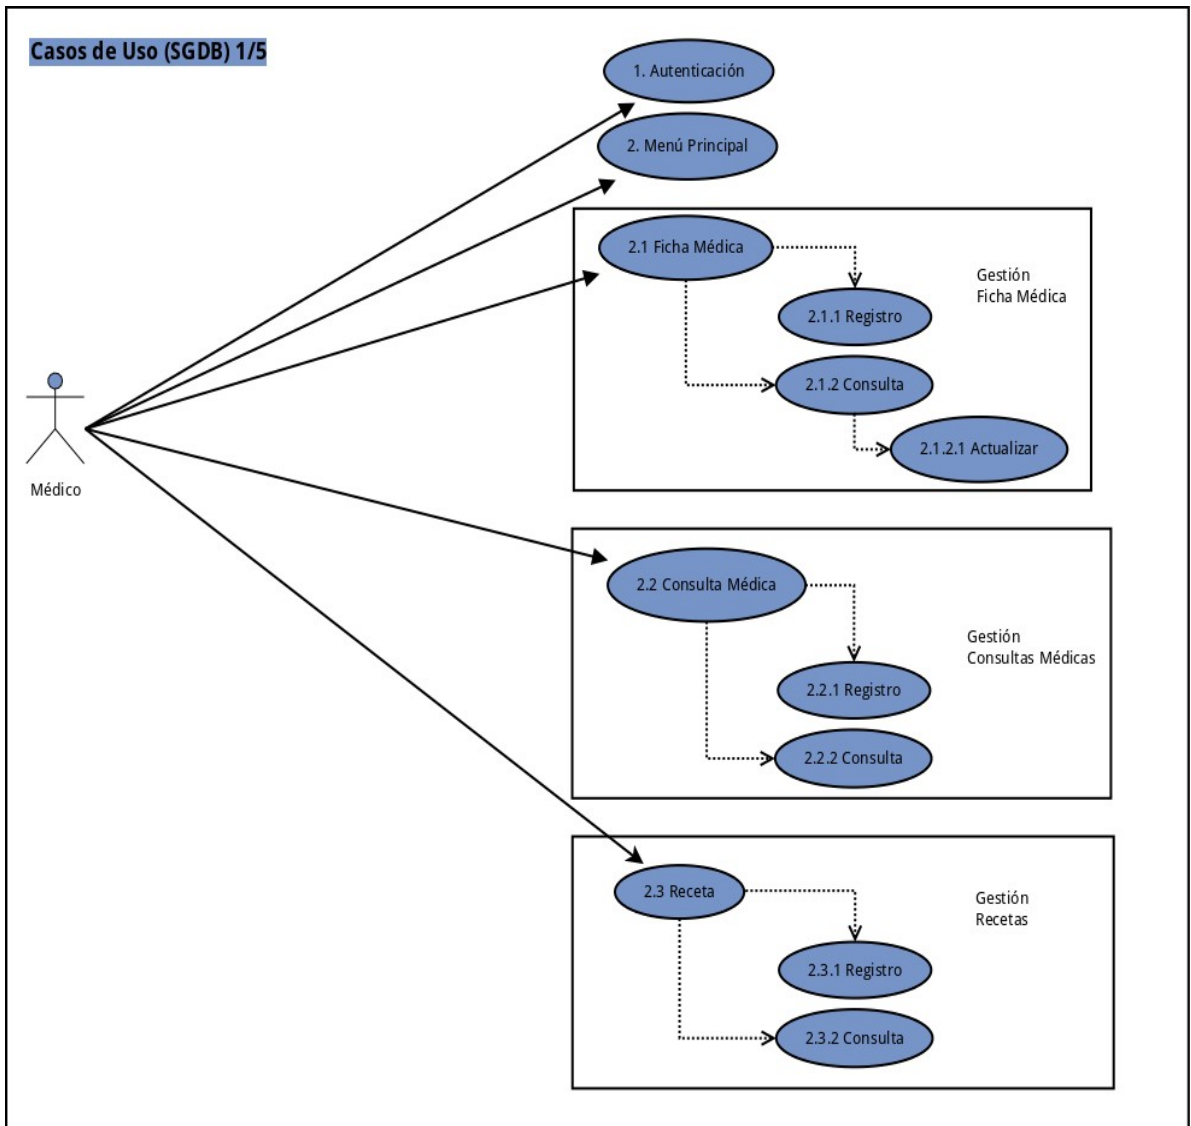 Casos de Uso (SGDB) 1/5
1. Autenticación
2. Menú Principal
2.1 Ficha Médica
Gestión
Ficha Médica
2.1.1 Registro
2.1.2 Consulta
2.1.2.1 Actualizar
Médico
2.2 Consulta Médica
Gestión
Consultas Médicas
2.2.1 Registro
2.2.2 Consulta
2.3 Receta
Gestión
Recetas
2.3.1 Registro
2.3.2 Consulta